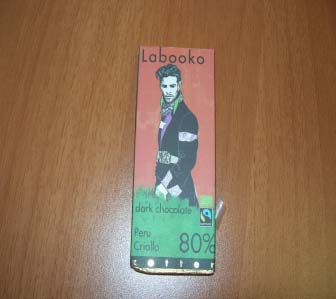 Labooko
dark chocolate
Peru
Criollo
80%
zotter